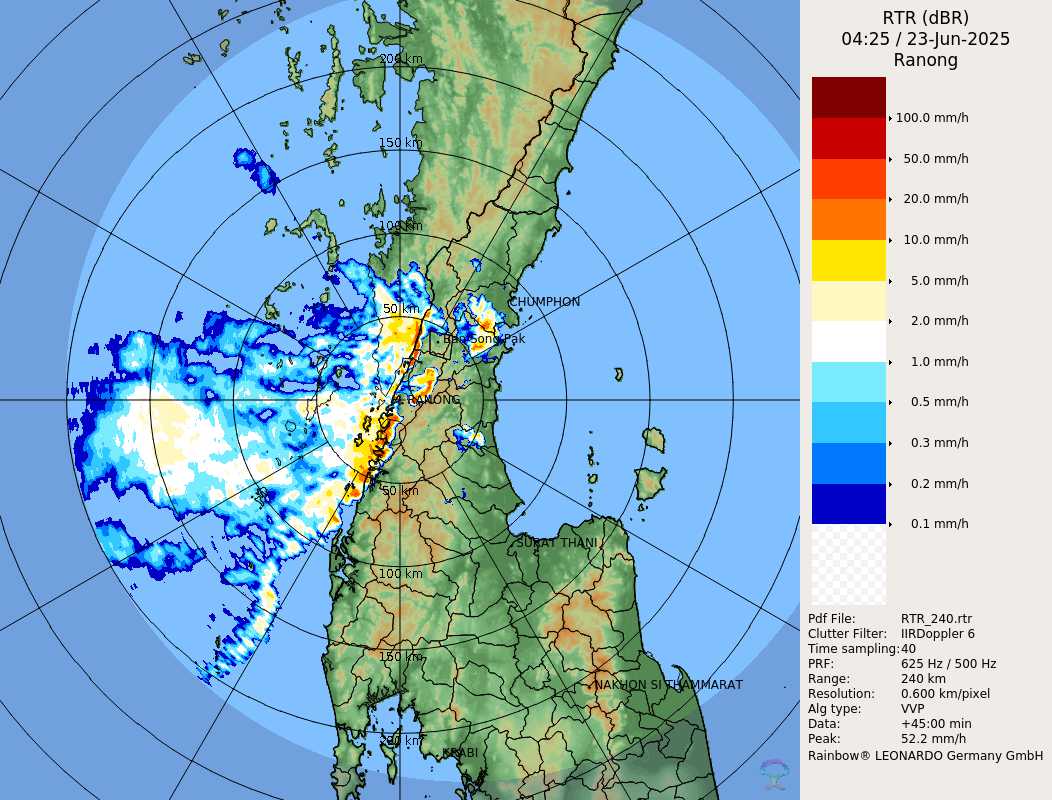 RTR (dBR)
04:25 / 23-Jun-2025
Ranong
100.0 mm/h
50.0 mm/h
20.0 mm/h
10.0 mm/h
5.0 mm/h
2.0 mm/h
1.0 mm/h
0.5 mm/h
0.3 mm/h
0.2 mm/h
0.1 mm/h
Pdf File: RTR_240.rtr
Clutter Filter: IIRDoppler 6
Time sampling:40
PRF: 625 Hz / 500 Hz
Range: 240 km
Resolution: 0.600 km/pixel
Alg type: VVP
Data: +45:00 min
Peak: 52.2 mm/h
Rainbow® LEONARDO Germany GmbH
200 km
150 km
100 km
50 km
CHUMPHON
Ban Song Pak
RANONG
50 km
SURAT THANI
100 km
150 km
NAKHON SI THAMMARAT
200 km
KRABI